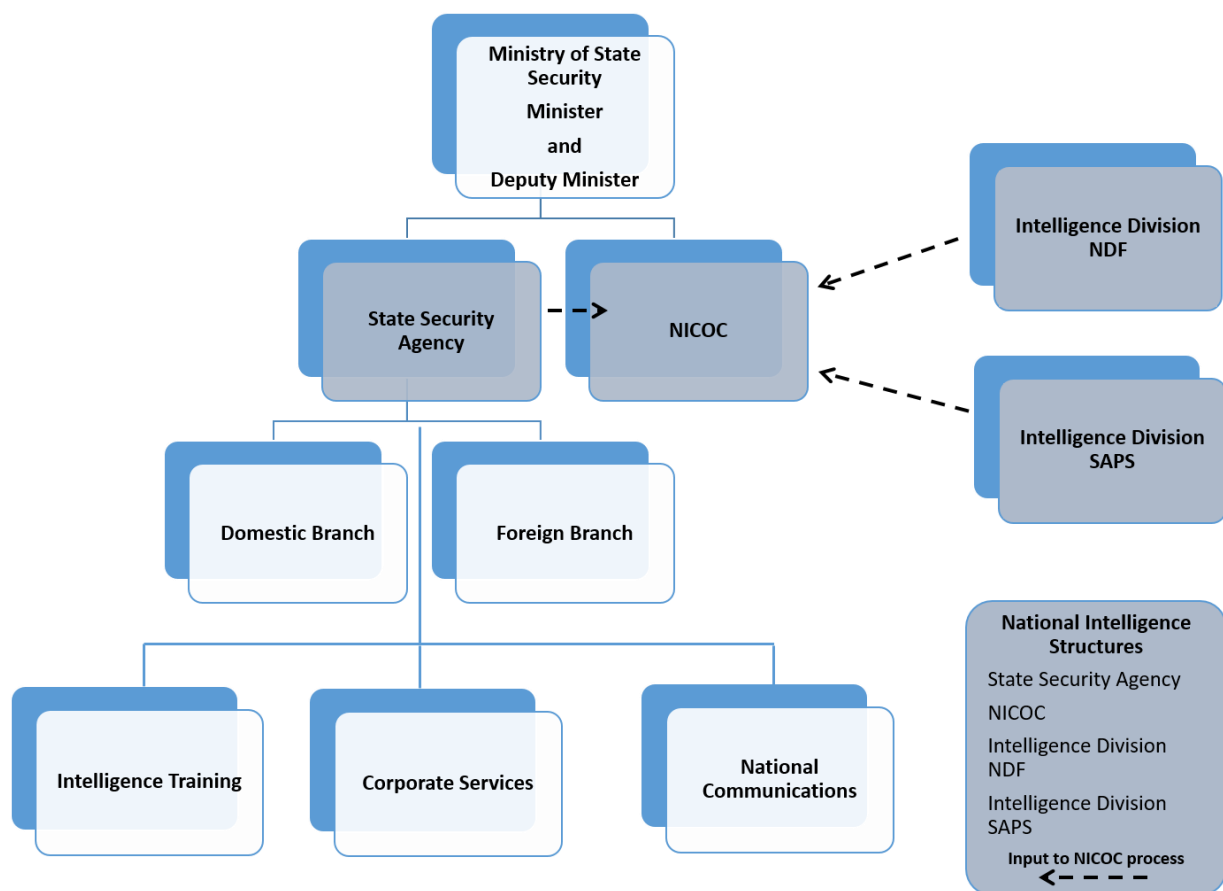 Ministry of State
Security
Minister
and
Deputy Minister
Intelligence Division
NDF
State Security
Agency
NICOC
Intelligence Division
SAPS
Domestic Branch
Foreign Branch
Intelligence Training
Corporate Services
National
Communications
National Intelligence
Structures
State Security Agency
NICOC
Intelligence Division
NDF
Intelligence Division
SAPS
Input to NICOC process